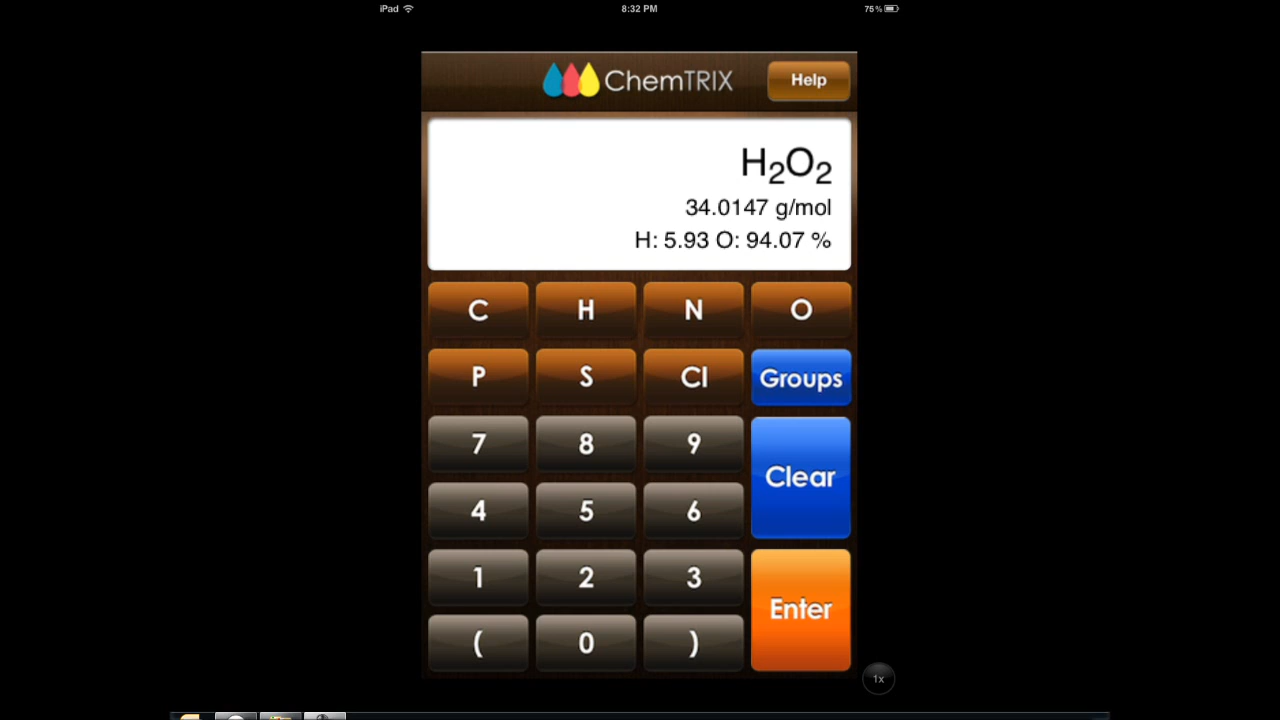 iPad 8:32 PM 75%
ChemTRIX Help
H₂O₂
34.0147 g/mol
H: 5.93 O: 94.07 %
C H N O
P S Cl Groups
7 8 9
Clear
4 5 6
1 2 3
Enter
( 0 )
1x